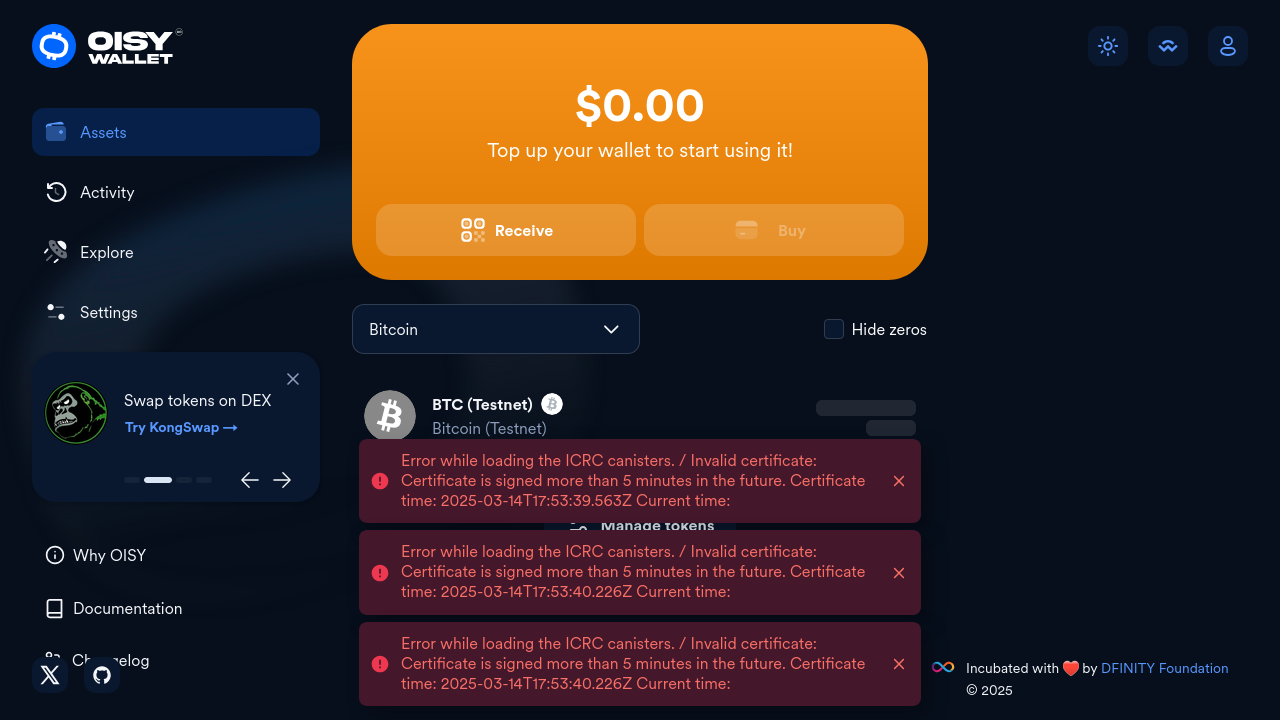 OISY
WALLET
Assets
Activity
Explore
Settings
Swap tokens on DEX
Try KongSwap →
Why OISY
Documentation
Changelog
$0.00
Top up your wallet to start using it!
Receive
Buy
Bitcoin
Hide zeros
BTC (Testnet)
Bitcoin (Testnet)
Error while loading the ICRC canisters. / Invalid certificate:
Certificate is signed more than 5 minutes in the future. Certificate
time: 2025-03-14T17:53:39.563Z Current time:
Manage tokens
Error while loading the ICRC canisters. / Invalid certificate:
Certificate is signed more than 5 minutes in the future. Certificate
time: 2025-03-14T17:53:40.226Z Current time:
Error while loading the ICRC canisters. / Invalid certificate:
Certificate is signed more than 5 minutes in the future. Certificate
time: 2025-03-14T17:53:40.226Z Current time:
Incubated with ❤️ by DFINITY Foundation
© 2025